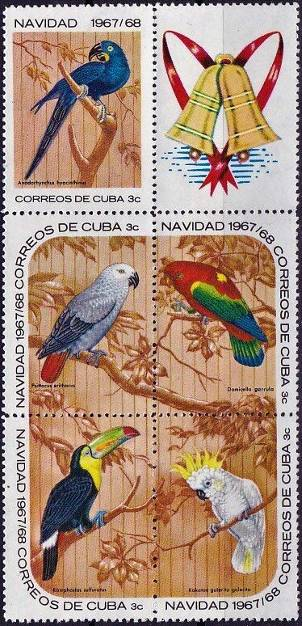 NAVIDAD 1967/68
Anodorhynchus hyacinthinus
CORREOS DE CUBA 3c
NAVIDAD 1967/68
CORREOS DE CUBA 3c
Psittacus erithacus
NAVIDAD 1967/68
CORREOS DE CUBA 3c
Domicella garrula
NAVIDAD 1967/68
CORREOS DE CUBA 3c
Ramphastos sulfuratus
CORREOS DE CUBA 3c
NAVIDAD 1967/68
Kakatoe galerita galerita